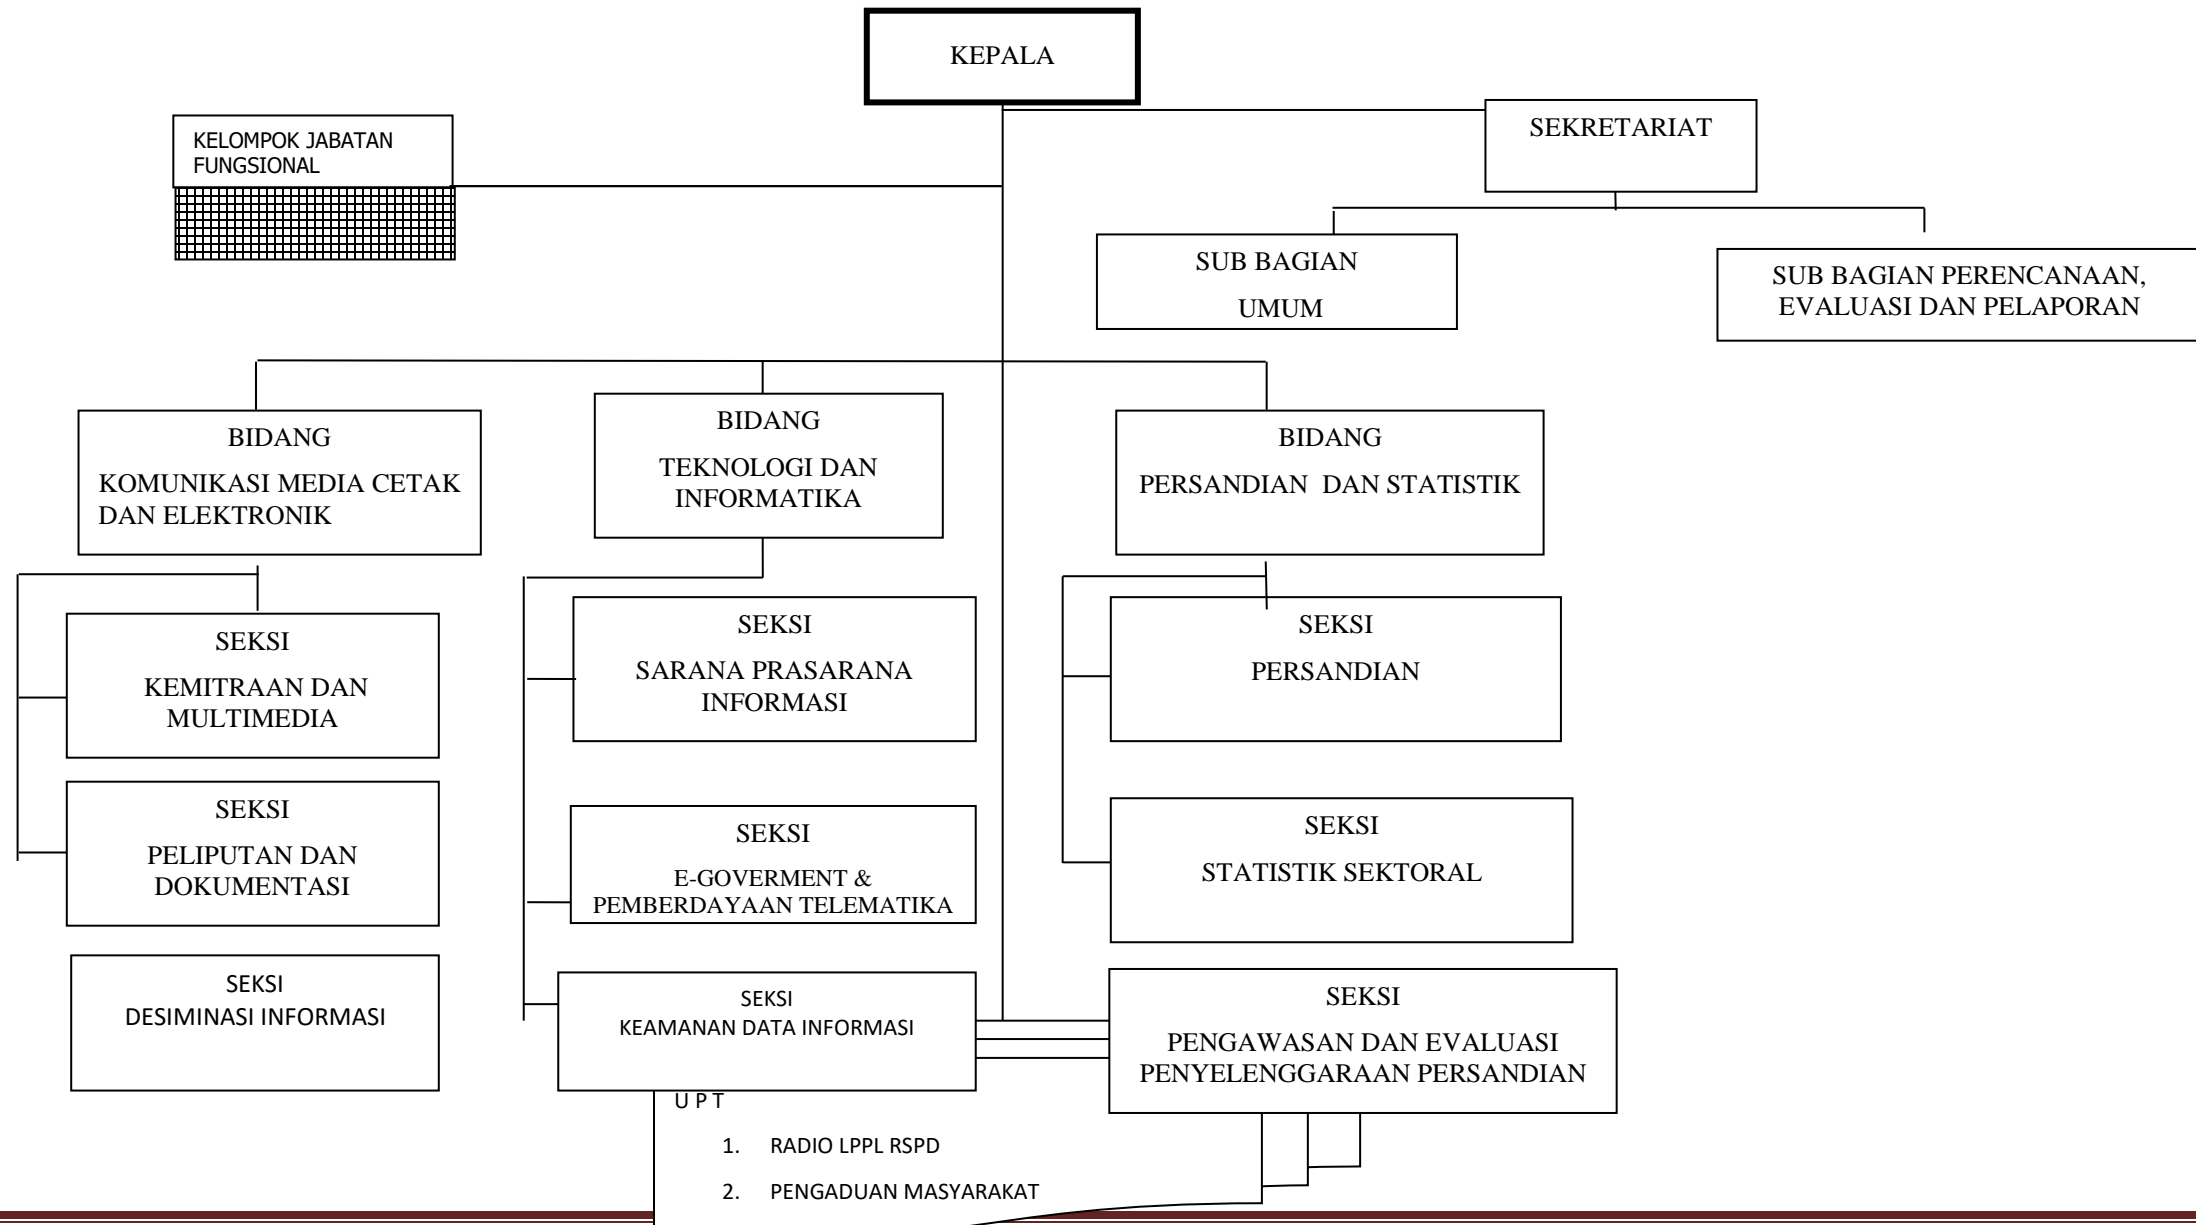 KEPALA
KELOMPOK JABATAN
FUNGSIONAL
SEKRETARIAT
SUB BAGIAN
UMUM
SUB BAGIAN PERENCANAAN,
EVALUASI DAN PELAPORAN
BIDANG
KOMUNIKASI MEDIA CETAK
DAN ELEKTRONIK
BIDANG
TEKNOLOGI DAN
INFORMATIKA
BIDANG
PERSANDIAN DAN STATISTIK
SEKSI
KEMITRAAN DAN
MULTIMEDIA
SEKSI
SARANA PRASARANA
INFORMASI
SEKSI
PERSANDIAN
SEKSI
PELIPUTAN DAN
DOKUMENTASI
SEKSI
E-GOVERMENT &
PEMBERDAYAAN TELEMATIKA
SEKSI
STATISTIK SEKTORAL
SEKSI
DESIMINASI INFORMASI
SEKSI
KEAMANAN DATA INFORMASI
SEKSI
PENGAWASAN DAN EVALUASI
PENYELENGGARAAN PERSANDIAN
U P T
1. RADIO LPPL RSPD
2. PENGADUAN MASYARAKAT